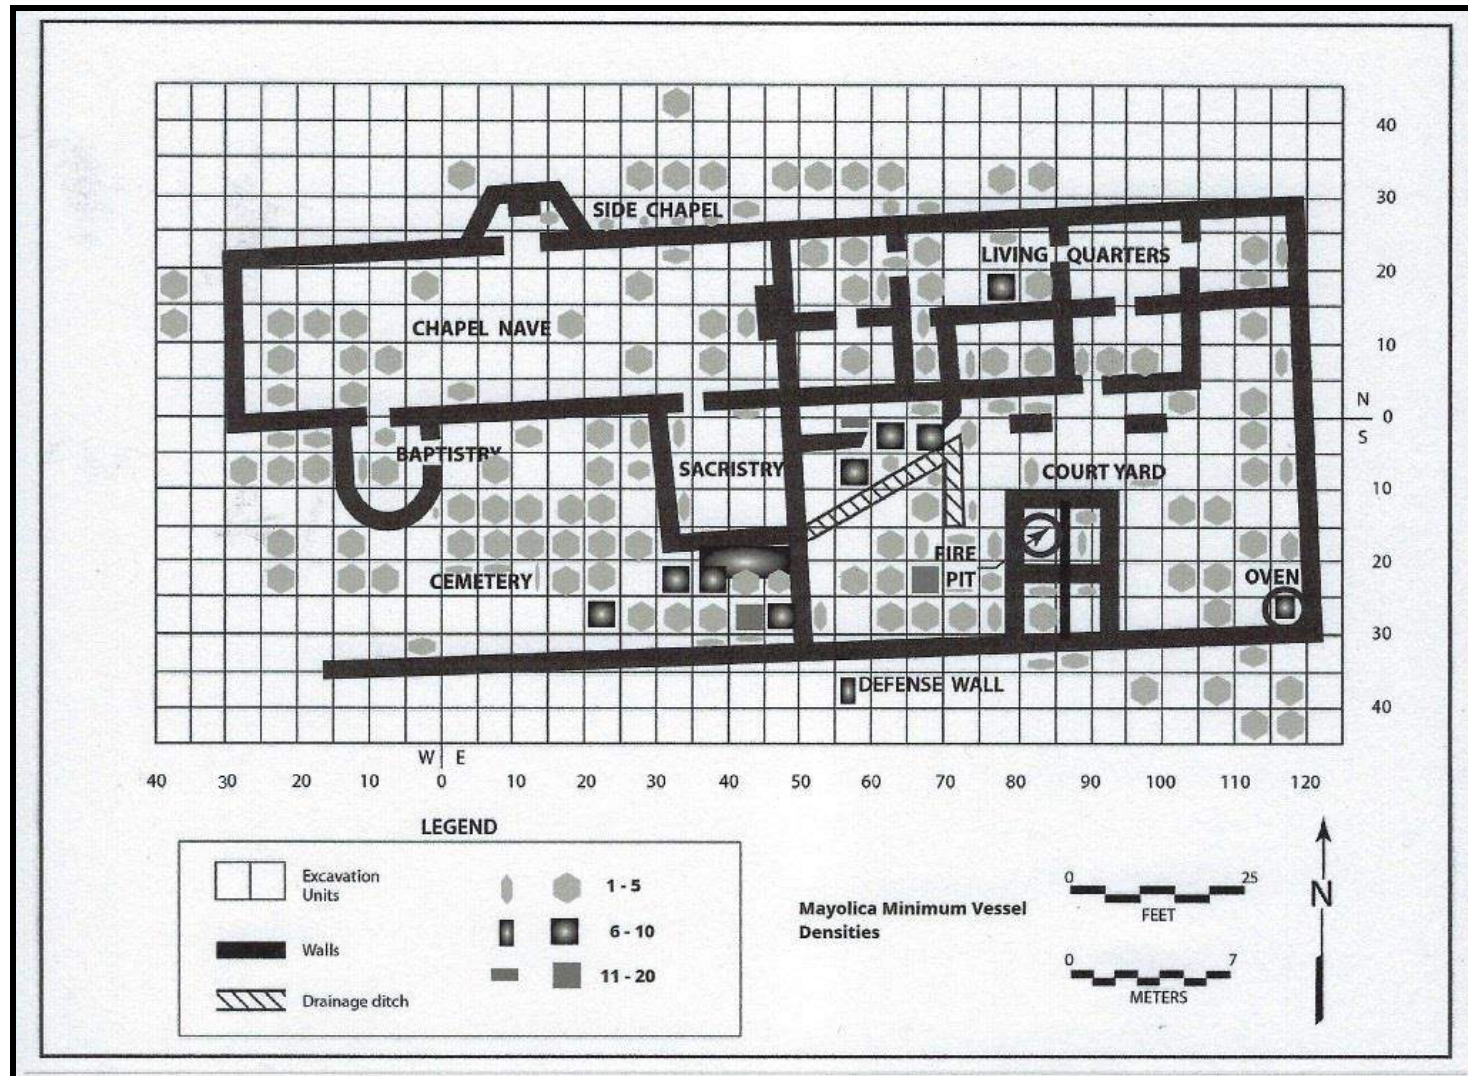 40
30
SIDE CHAPEL
LIVING QUARTERS
20
CHAPEL NAVE
10
N
0
S
BAPTISTRY
SACRISTRY
COURT YARD
10
FIRE
PIT
20
CEMETERY
OVEN
30
DEFENSE WALL
40
W E
40 30 20 10 0 10 20 30 40 50 60 70 80 90 100 110 120
LEGEND
Excavation
Units
Walls
Drainage ditch
1 - 5
6 - 10
11 - 20
Mayolica Minimum Vessel
Densities
0 25
FEET
0 7
METERS
N